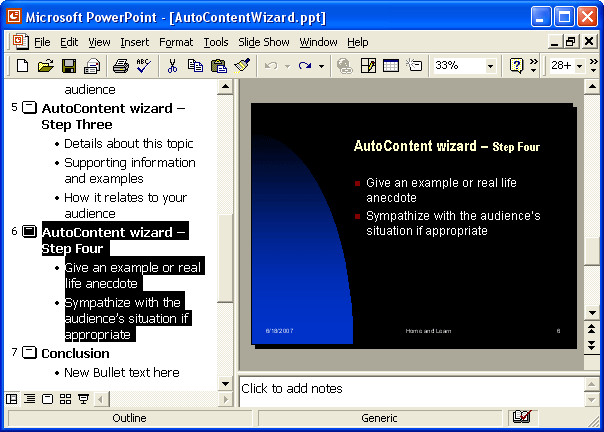 Microsoft PowerPoint - [AutoContentWizard.ppt]
File Edit View Insert Format Tools Slide Show Window Help
ABC 33% 28+
audience
5 AutoContent wizard –
Step Three
• Details about this topic
• Supporting information
and examples
• How it relates to your
audience
6 AutoContent wizard –
Step Four
• Give an example or real
life anecdote
• Sympathize with the
audience's situation if
appropriate
7 Conclusion
• New Bullet text here
AutoContent wizard – Step Four
Give an example or real life
anecdote
Sympathize with the audience's
situation if appropriate
6/18/2007 Home and Learn 6
Click to add notes
Outline Generic